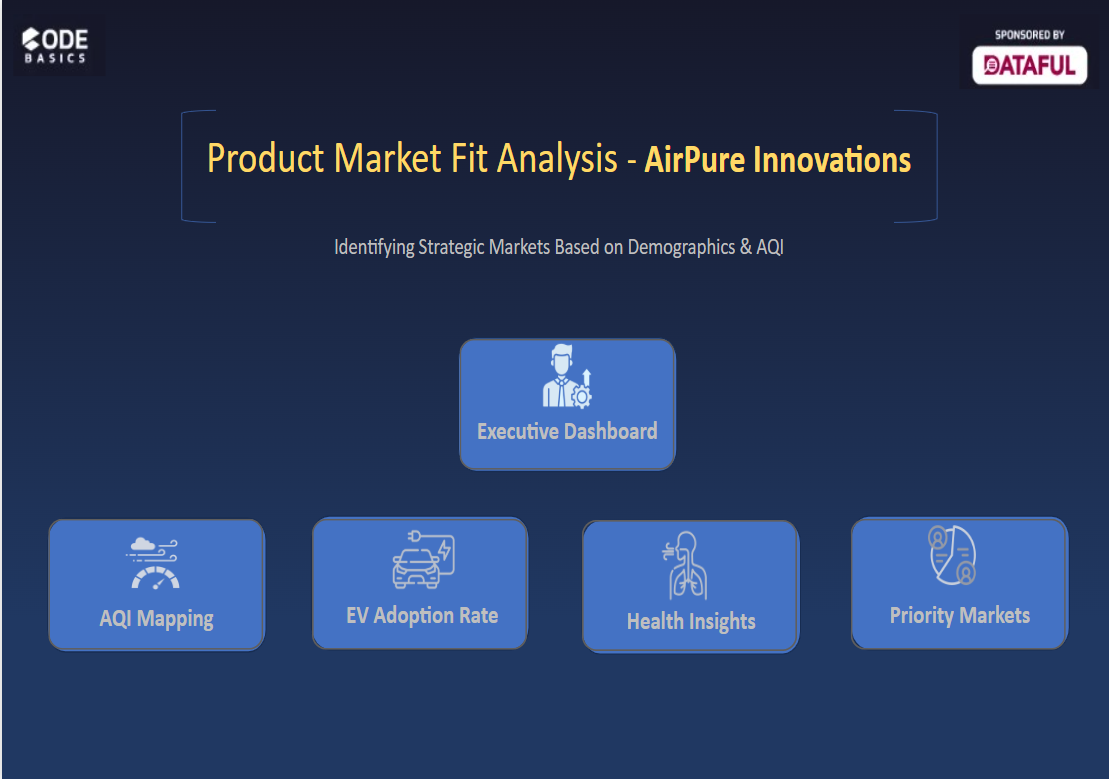 CODE
BASICS
SPONSORED BY
DATAFUL
Product Market Fit Analysis - AirPure Innovations
Identifying Strategic Markets Based on Demographics & AQI
Executive Dashboard
AQI Mapping
EV Adoption Rate
Health Insights
Priority Markets